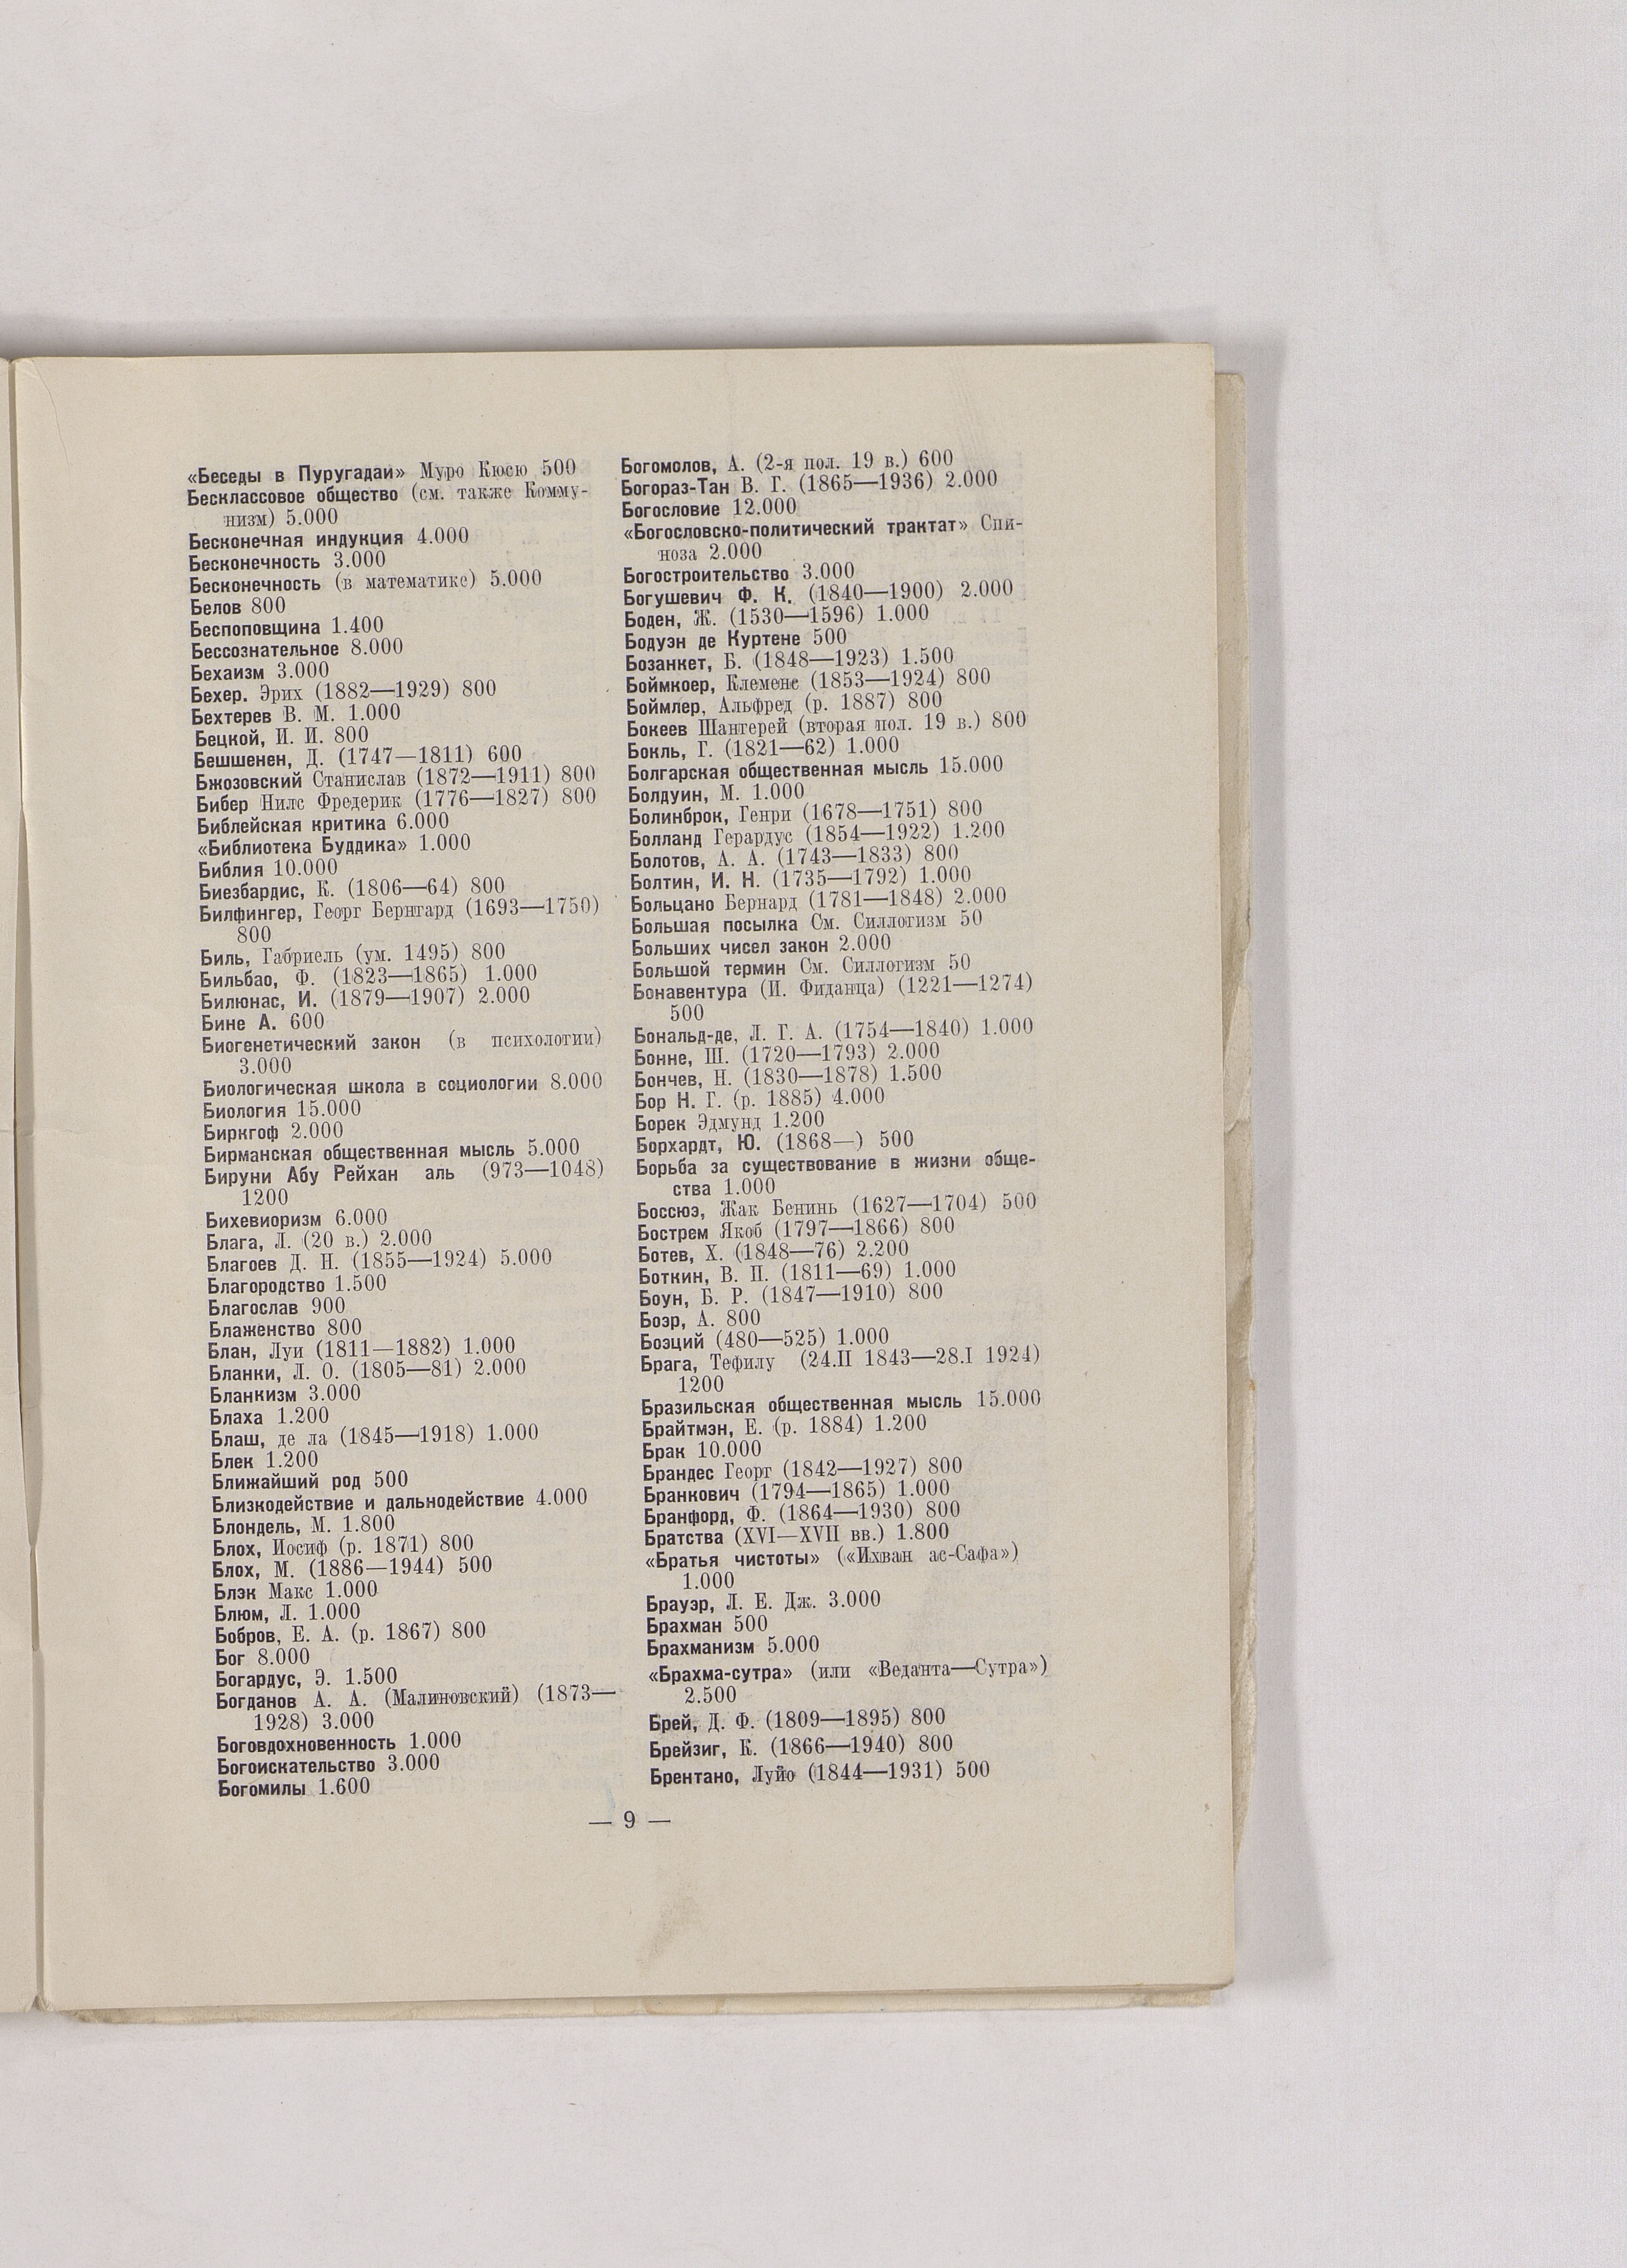 «Беседы в Пуругадаи» Муро Кюсю 500
Бесклассовое общество (см. также Комму-
низм) 5.000
Бесконечная индукция 4.000
Бесконечность 3.000
Бесконечность (в математике) 5.000
Белов 800
Беспоповщина 1.400
Бессознательное 8.000
Бехаизм 3.000
Бехер. Эрих (1882—1929) 800
Бехтерев В. М. 1.000
Бецкой, И. И. 800
Бешшенен, Д. (1747—1811) 600
Бжозовский Станислав (1872—1911) 800
Бибер Нилс Фредерик (1776—1827) 800
Библейская критика 6.000
«Библиотека Буддика» 1.000
Библия 10.000
Биезбардис, К. (1806—64) 800
Билфингер, Георг Бернгард (1693—1750)
800
Биль, Габриель (ум. 1495) 800
Бильбао, Ф. (1823—1865) 1.000
Билюнас, И. (1879—1907) 2.000
Бине А. 600
Биогенетический закон (в психологии)
3.000
Биологическая школа в социологии 8.000
Биология 15.000
Биркгоф 2.000
Бирманская общественная мысль 5.000
Бируни Абу Рейхан аль (973—1048)
1200
Бихевиоризм 6.000
Блага, Л. (20 в.) 2.000
Благоев Д. Н. (1855—1924) 5.000
Благородство 1.500
Благослав 900
Блаженство 800
Блан, Луи (1811—1882) 1.000
Бланки, Л. О. (1805—81) 2.000
Бланкизм 3.000
Блаха 1.200
Блаш, де ла (1845—1918) 1.000
Блек 1.200
Ближайший род 500
Близкодействие и дальнодействие 4.000
Блондель, М. 1.800
Блох, Иосиф (р. 1871) 800
Блох, М. (1886—1944) 500
Блэк Макс 1.000
Блюм, Л. 1.000
Бобров, Е. А. (р. 1867) 800
Бог 8.000
Богардус, Э. 1.500
Богданов А. А. (Малиновский) (1873—
1928) 3.000
Боговдохновенность 1.000
Богоискательство 3.000
Богомилы 1.600
Богомолов, А. (2-я пол. 19 в.) 600
Богораз-Тан В. Г. (1865—1936) 2.000
Богословие 12.000
«Богословско-политический трактат» Спи-
ноза 2.000
Богостроительство 3.000
Богушевич Ф. К. (1840—1900) 2.000
Боден, Ж. (1530—1596) 1.000
Бодуэн де Куртене 500
Бозанкет, Б. (1848—1923) 1.500
Боймкоер, Клеменс (1853—1924) 800
Боймлер, Альфред (р. 1887) 800
Бокеев Шангерей (вторая пол. 19 в.) 800
Бокль, Г. (1821—62) 1.000
Болгарская общественная мысль 15.000
Болдуин, М. 1.000
Болинброк, Генри (1678—1751) 800
Болланд Герардус (1854—1922) 1.200
Болотов, А. А. (1743—1833) 800
Болтин, И. Н. (1735—1792) 1.000
Больцано Бернард (1781—1848) 2.000
Большая посылка См. Силлогизм 50
Больших чисел закон 2.000
Большой термин См. Силлогизм 50
Бонавентура (И. Фиданца) (1221—1274)
500
Бональд-де, Л. Г. А. (1754—1840) 1.000
Бонне, Ш. (1720—1793) 2.000
Бончев, Н. (1830—1878) 1.500
Бор Н. Г. (р. 1885) 4.000
Борек Эдмунд 1.200
Борхардт, Ю. (1868—) 500
Борьба за существование в жизни обще-
ства 1.000
Боссюэ, Жак Бенинь (1627—1704) 500
Бострем Якоб (1797—1866) 800
Ботев, Х. (1848—76) 2.200
Боткин, В. П. (1811—69) 1.000
Боун, Б. Р. (1847—1910) 800
Боэр, А. 800
Боэций (480—525) 1.000
Брага, Тефилу (24.II 1843—28.I 1924)
1200
Бразильская общественная мысль 15.000
Брайтмэн, Е. (р. 1884) 1.200
Брак 10.000
Брандес Георг (1842—1927) 800
Бранкович (1794—1865) 1.000
Бранфорд, Ф. (1864—1930) 800
Братства (XVI—XVII вв.) 1.800
«Братья чистоты» («Ихван ас-Сафа»)
1.000
Брауэр, Л. Е. Дж. 3.000
Брахман 500
Брахманизм 5.000
«Брахма-сутра» (или «Веданта—Сутра»)
2.500
Брей, Д. Ф. (1809—1895) 800
Брейзиг, К. (1866—1940) 800
Брентано, Луйо (1844—1931) 500
— 9 —